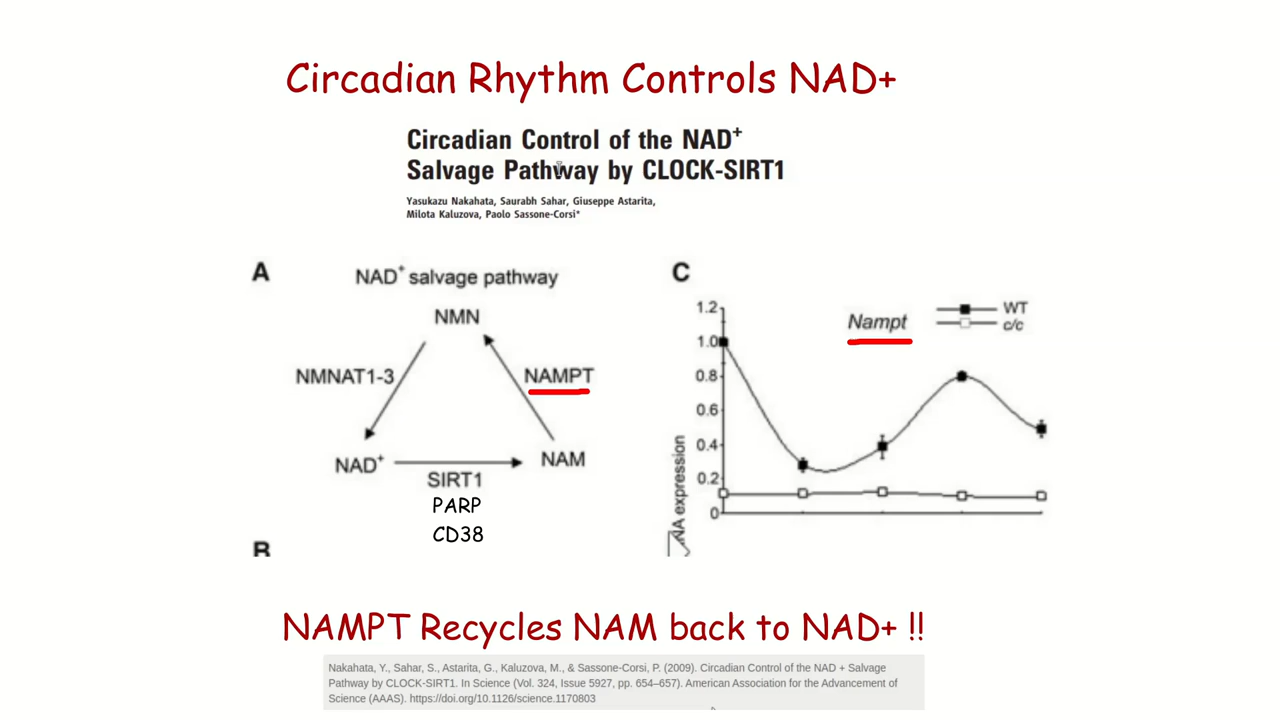 Circadian Rhythm Controls NAD+
Circadian Control of the NAD+
Salvage Pathway by CLOCK-SIRT1
Yasukazu Nakahata, Saurabh Sahar, Giuseppe Astarita,
Milota Kaluzova, Paolo Sassone-Corsi*
A
NAD+ salvage pathway
NMN
NMNAT1-3
NAMPT
NAD+
NAM
SIRT1
PARP
CD38
B
C
Nampt
WT
c/c
1.2
1.0
0.8
0.6
0.4
0.2
0
expression
NAMPT Recycles NAM back to NAD+ !!
Nakahata, Y., Sahar, S., Astarita, G., Kaluzova, M., & Sassone-Corsi, P. (2009). Circadian Control of the NAD + Salvage
Pathway by CLOCK-SIRT1. In Science (Vol. 324, Issue 5927, pp. 654–657). American Association for the Advancement of
Science (AAAS). https://doi.org/10.1126/science.1170803